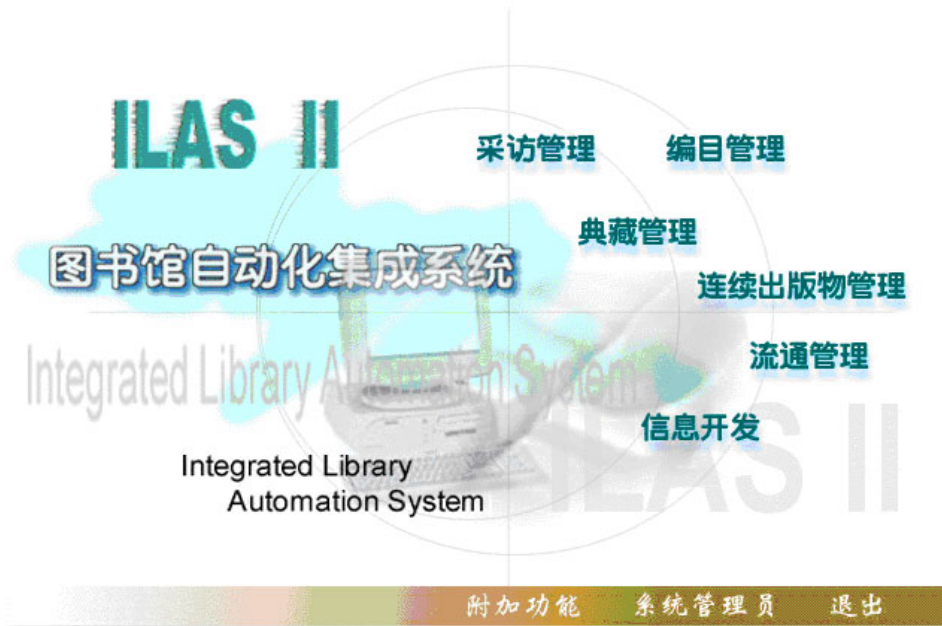 ILAS II
采访管理 编目管理
典藏管理
图书馆自动化集成系统
连续出版物管理
流通管理
Integrated Library Automation System
信息开发
ILAS II
Integrated Library
Automation System
附加功能 系统管理员 退出